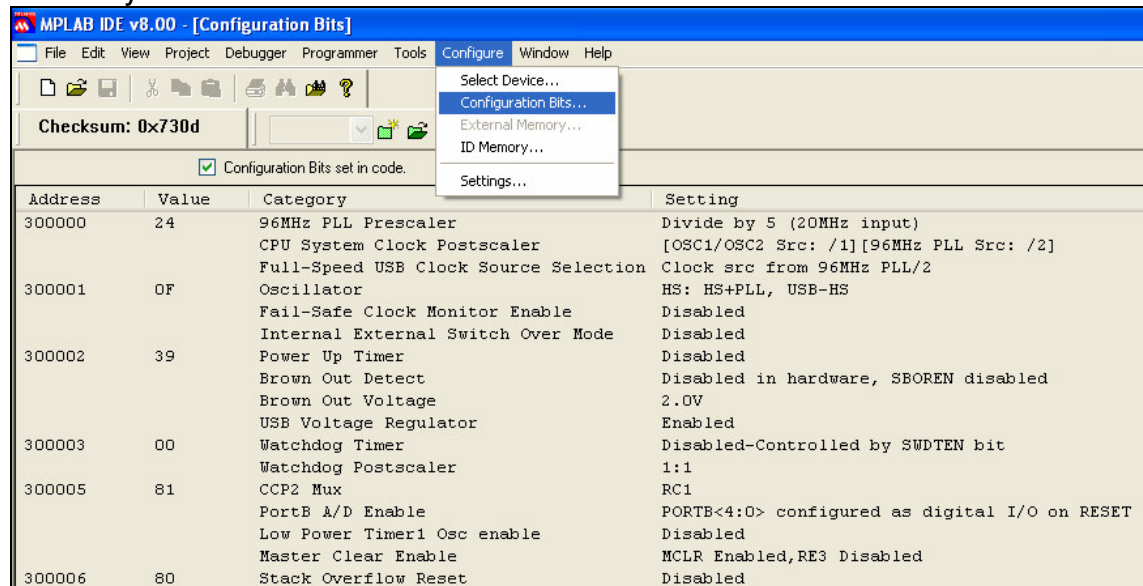 MPLAB IDE v8.00 - [Configuration Bits]
File Edit View Project Debugger Programmer Tools Configure Window Help
Select Device...
Configuration Bits...
External Memory...
ID Memory...
Settings...
Checksum: 0x730d
Configuration Bits set in code.
Address Value Category Setting
300000 24 96MHz PLL Prescaler Divide by 5 (20MHz input)
CPU System Clock Postscaler [OSC1/OSC2 Src: /1][96MHz PLL Src: /2]
Full-Speed USB Clock Source Selection Clock src from 96MHz PLL/2
300001 0F Oscillator HS: HS+PLL, USB-HS
Fail-Safe Clock Monitor Enable Disabled
Internal External Switch Over Mode Disabled
300002 39 Power Up Timer Disabled
Brown Out Detect Disabled in hardware, SBOREN disabled
Brown Out Voltage 2.0V
USB Voltage Regulator Enabled
300003 00 Watchdog Timer Disabled-Controlled by SWDTEN bit
Watchdog Postscaler 1:1
300005 81 CCP2 Mux RC1
PortB A/D Enable PORTB<4:0> configured as digital I/O on RESET
Low Power Timer1 Osc enable Disabled
Master Clear Enable MCLR Enabled,RE3 Disabled
300006 80 Stack Overflow Reset Disabled